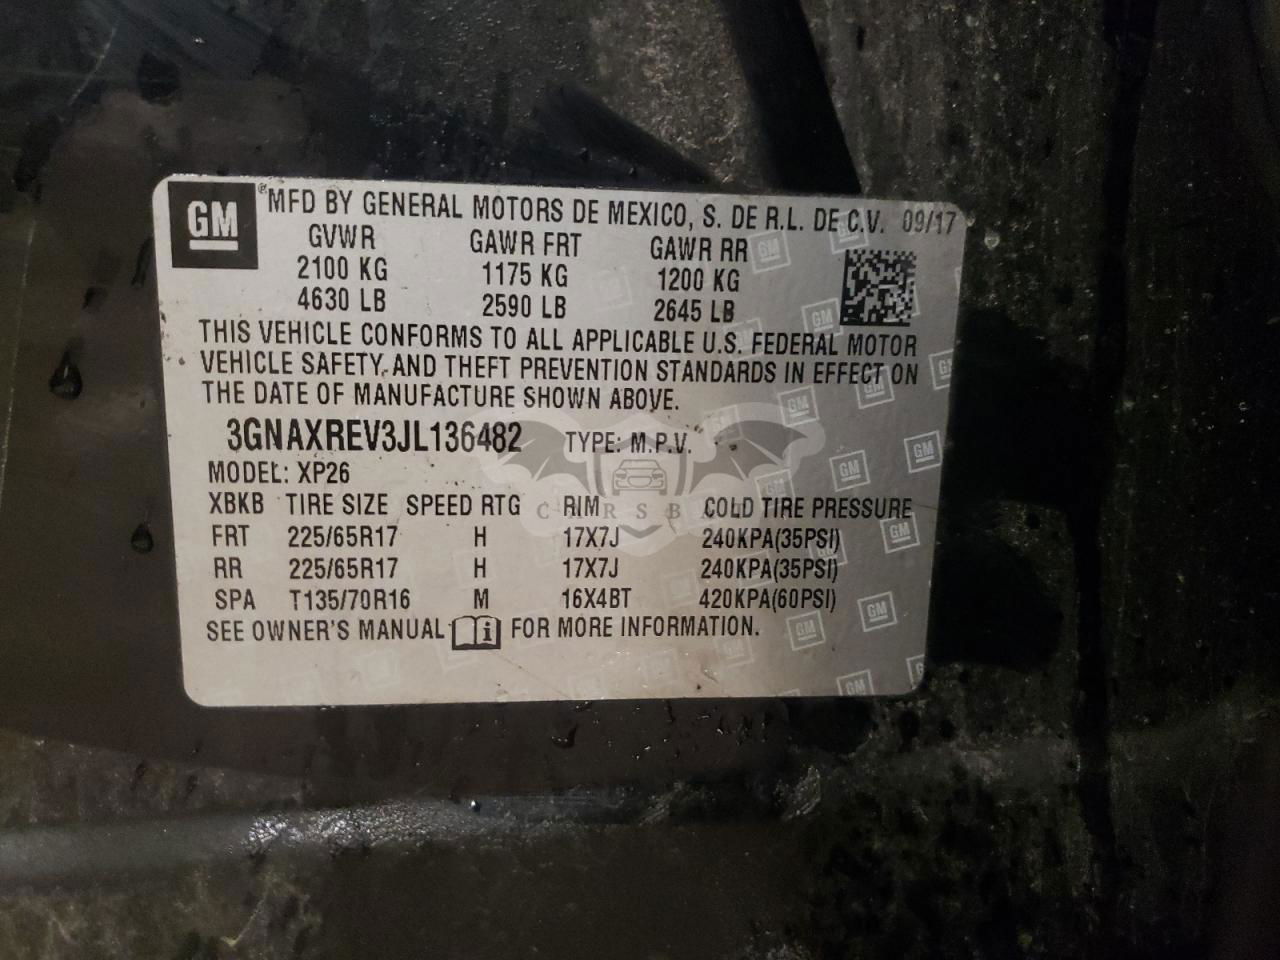 GM ® MFD BY GENERAL MOTORS DE MEXICO, S. DE R.L. DE C.V. 09/17
GVWR GAWR FRT GAWR RR
2100 KG 1175 KG 1200 KG
4630 LB 2590 LB 2645 LB
THIS VEHICLE CONFORMS TO ALL APPLICABLE U.S. FEDERAL MOTOR
VEHICLE SAFETY, AND THEFT PREVENTION STANDARDS IN EFFECT ON
THE DATE OF MANUFACTURE SHOWN ABOVE.
3GNAXREV3JL136482 TYPE: M.P.V.
MODEL: XP26
XBKB TIRE SIZE SPEED RTG RIM COLD TIRE PRESSURE
FRT 225/65R17 H 17X7J 240KPA(35PSI)
RR 225/65R17 H 17X7J 240KPA(35PSI)
SPA T135/70R16 M 16X4BT 420KPA(60PSI)
SEE OWNER'S MANUAL i FOR MORE INFORMATION.